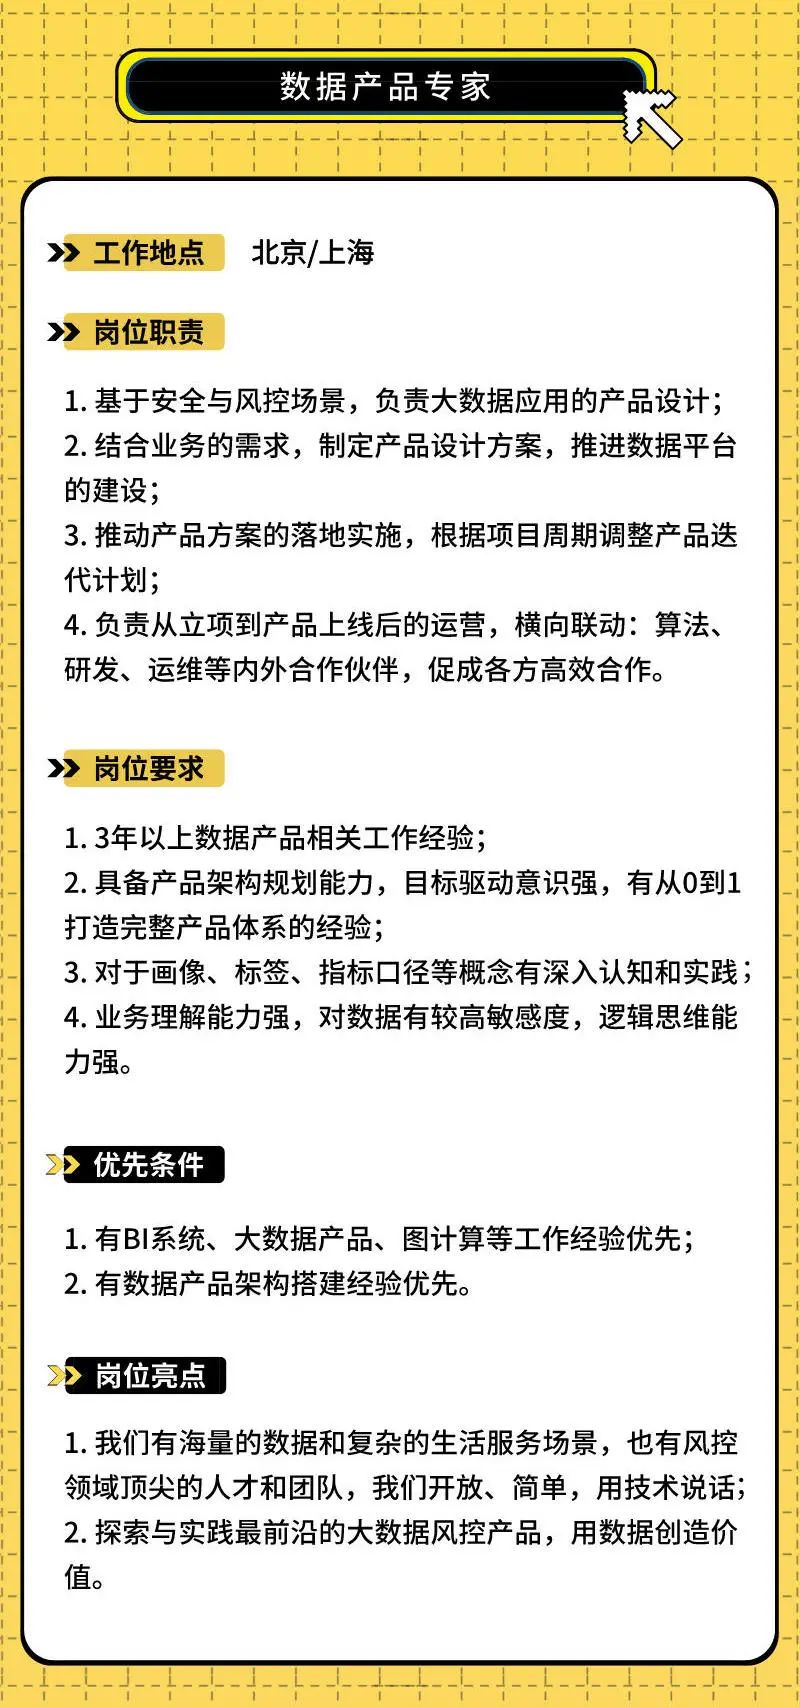 数据产品专家
工作地点 北京/上海
岗位职责
1. 基于安全与风控场景，负责大数据应用的产品设计；
2. 结合业务的需求，制定产品设计方案，推进数据平台
的建设；
3. 推动产品方案的落地实施，根据项目周期调整产品迭
代计划；
4. 负责从立项到产品上线后的运营，横向联动：算法、
研发、运维等内外合作伙伴，促成各方高效合作。
岗位要求
1. 3年以上数据产品相关工作经验；
2. 具备产品架构规划能力，目标驱动意识强，有从0到1
打造完整产品体系的经验；
3. 对于画像、标签、指标口径等概念有深入认知和实践；
4. 业务理解能力强，对数据有较高敏感度，逻辑思维能
力强。
优先条件
1. 有BI系统、大数据产品、图计算等工作经验优先；
2. 有数据产品架构搭建经验优先。
岗位亮点
1. 我们有海量的数据和复杂的生活服务场景，也有风控
领域顶尖的人才和团队，我们开放、简单，用技术说话；
2. 探索与实践最前沿的大数据风控产品，用数据创造价
值。